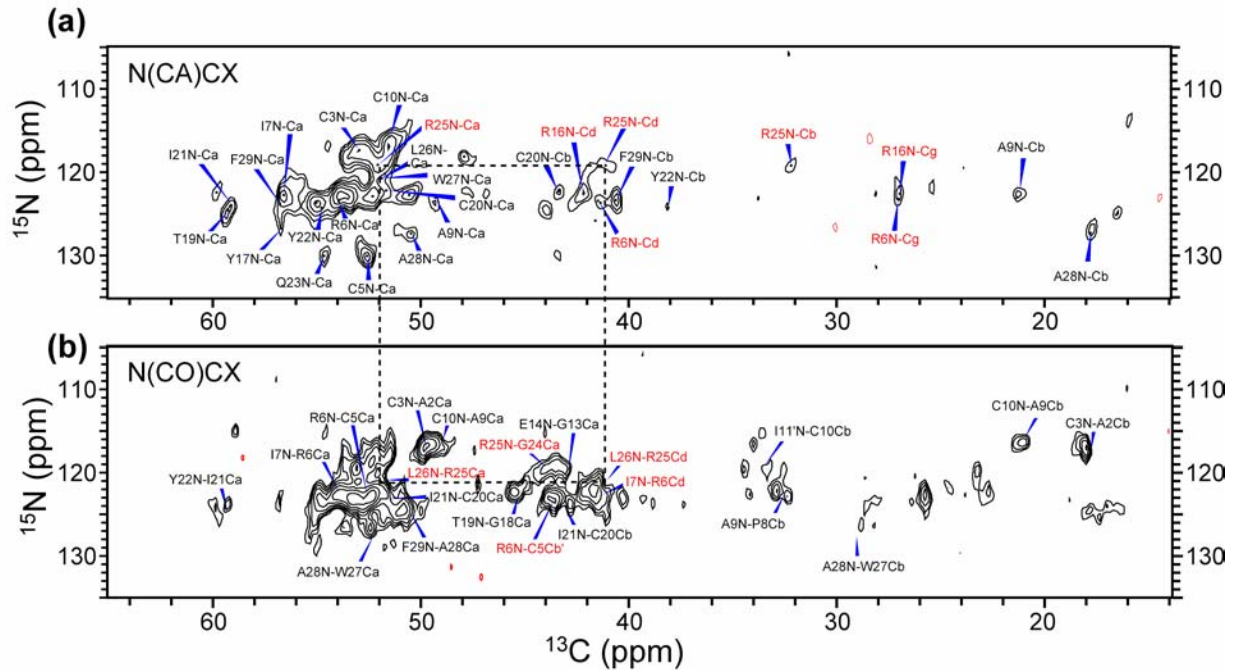 (a)
N(CA)CX
C10N-Ca
R25N-Ca
C3N-Ca
I7N-Ca
L26N-
Ca
I21N-Ca
F29N-Ca
W27N-Ca
C20N-Ca
T19N-Ca
Y22N-Ca
R6N-Ca
A9N-Ca
Y17N-Ca
A28N-Ca
Q23N-Ca
C5N-Ca
R16N-Cd
R25N-Cd
C20N-Cb
F29N-Cb
Y22N-Cb
R6N-Cd
R25N-Cb
R16N-Cg
R6N-Cg
A9N-Cb
A28N-Cb
15N (ppm)
110
120
130
110
120
130
60 50 40 30 20
(b)
N(CO)CX
R6N-C5Ca
C3N-A2Ca
C10N-A9Ca
E14N-G13Ca
I7N-R6Ca
R25N-G24Ca
L26N-R25Ca
L26N-R25Cd
I7N-R6Cd
Y22N-I21Ca
I21N-C20Ca
T19N-G18Ca
I21N-C20Cb
F29N-A28Ca
R6N-C5Cb'
A28N-W27Ca
I11'N-C10Cb
A9N-P8Cb
A28N-W27Cb
C10N-A9Cb
C3N-A2Cb
15N (ppm)
110
120
130
110
120
130
60 50 40 30 20
13C (ppm)